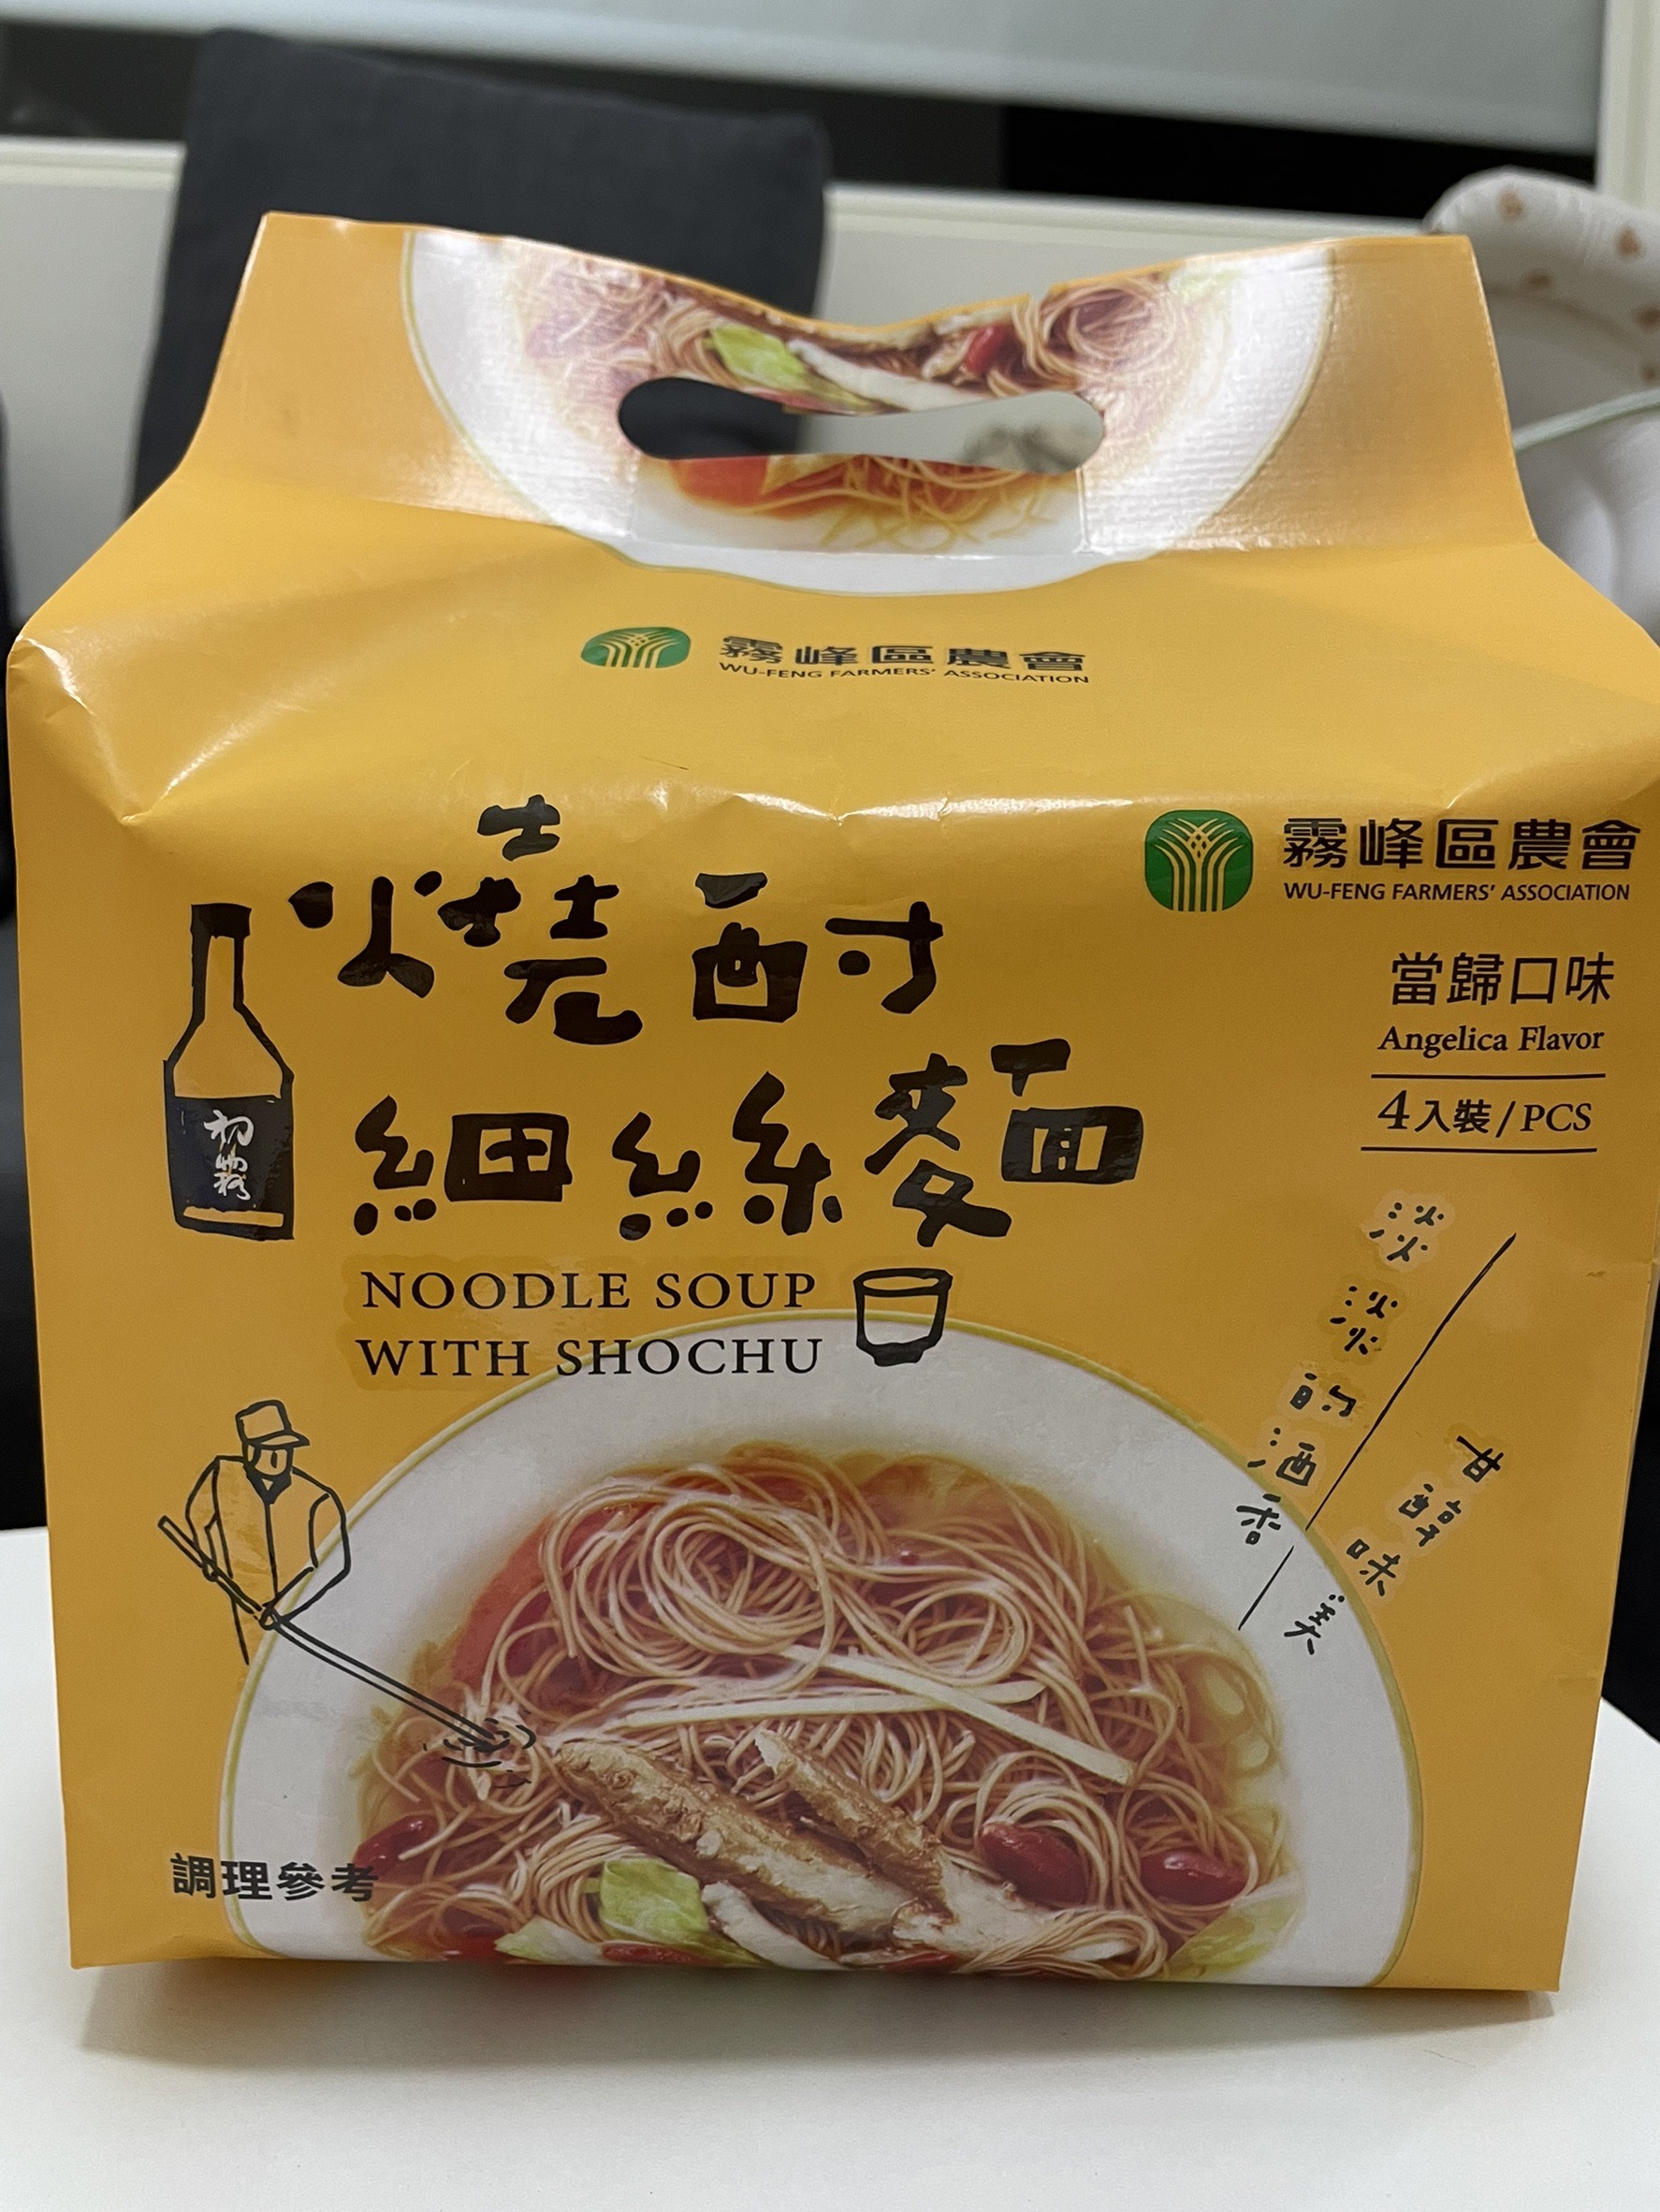 霧峰區農會
WU-FENG FARMERS' ASSOCIATION
霧峰區農會
WU-FENG FARMERS' ASSOCIATION
燒酎
細絲麵
NOODLE SOUP
WITH SHOCHU
初霧
當歸口味
Angelica Flavor
4入裝/PCS
甘醇味美
淡淡的酒香
調理參考